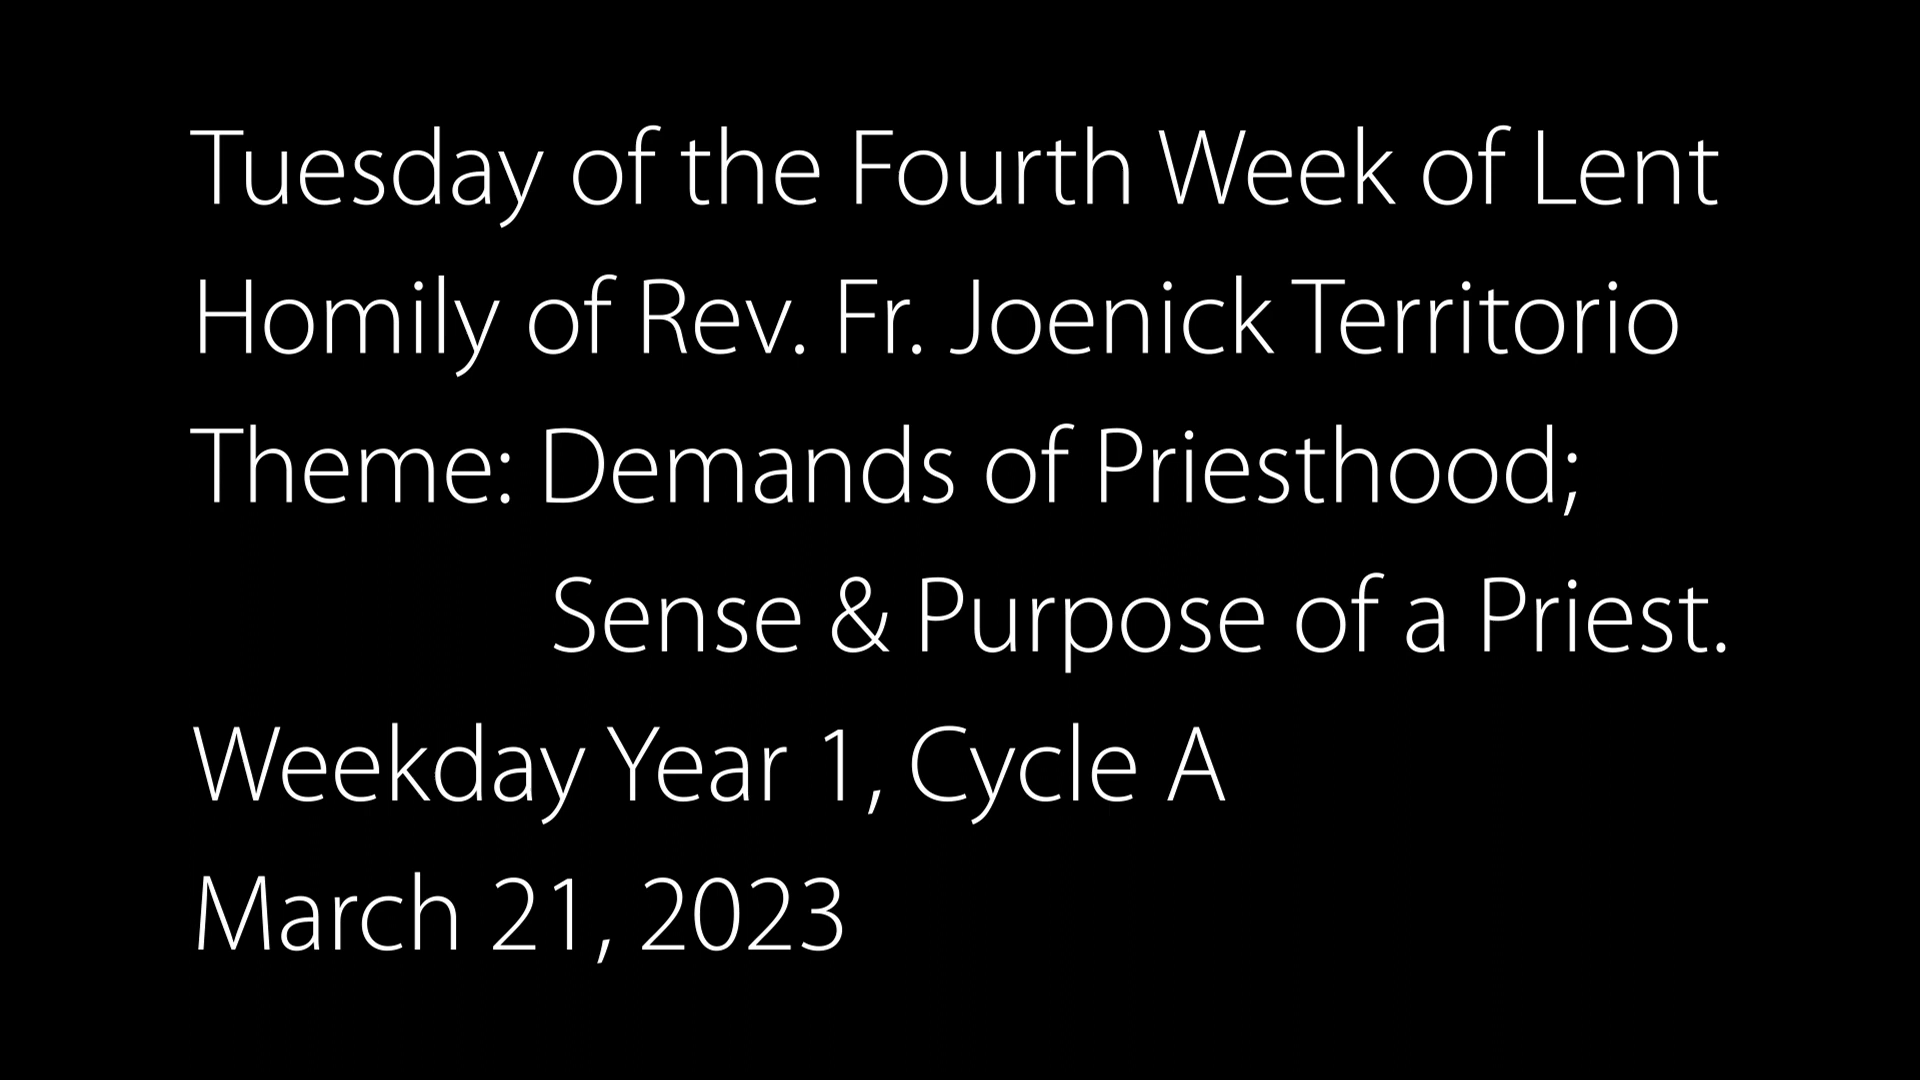 Tuesday of the Fourth Week of Lent
Homily of Rev. Fr. Joenick Territorio
Theme: Demands of Priesthood;
Sense & Purpose of a Priest.
Weekday Year 1, Cycle A
March 21, 2023